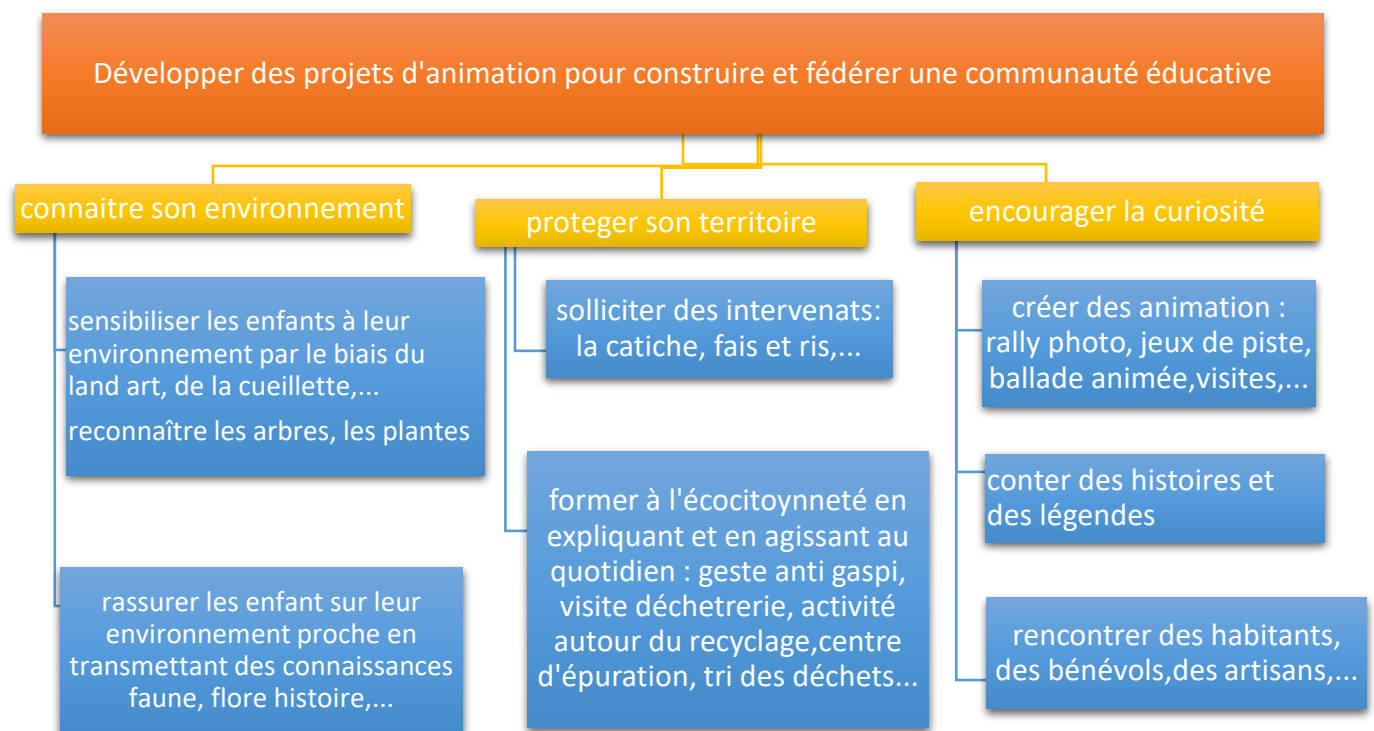 Développer des projets d'animation pour construire et fédérer une communauté éducative
connaitre son environnement
sensibiliser les enfants à leur
environnement par le biais du
land art, de la cueillette,...
reconnaître les arbres, les plantes
rassurer les enfant sur leur
environnement proche en
transmettant des connaissances
faune, flore histoire,...
proteger son territoire
solliciter des intervenats:
la catiche, fais et ris,...
former à l'écocitoynneté en
expliquant et en agissant au
quotidien : geste anti gaspi,
visite déchetrerie, activité
autour du recyclage,centre
d'épuration, tri des déchets...
encourager la curiosité
créer des animation :
rally photo, jeux de piste,
ballade animée,visites,...
conter des histoires et
des légendes
rencontrer des habitants,
des bénévols,des artisans,...